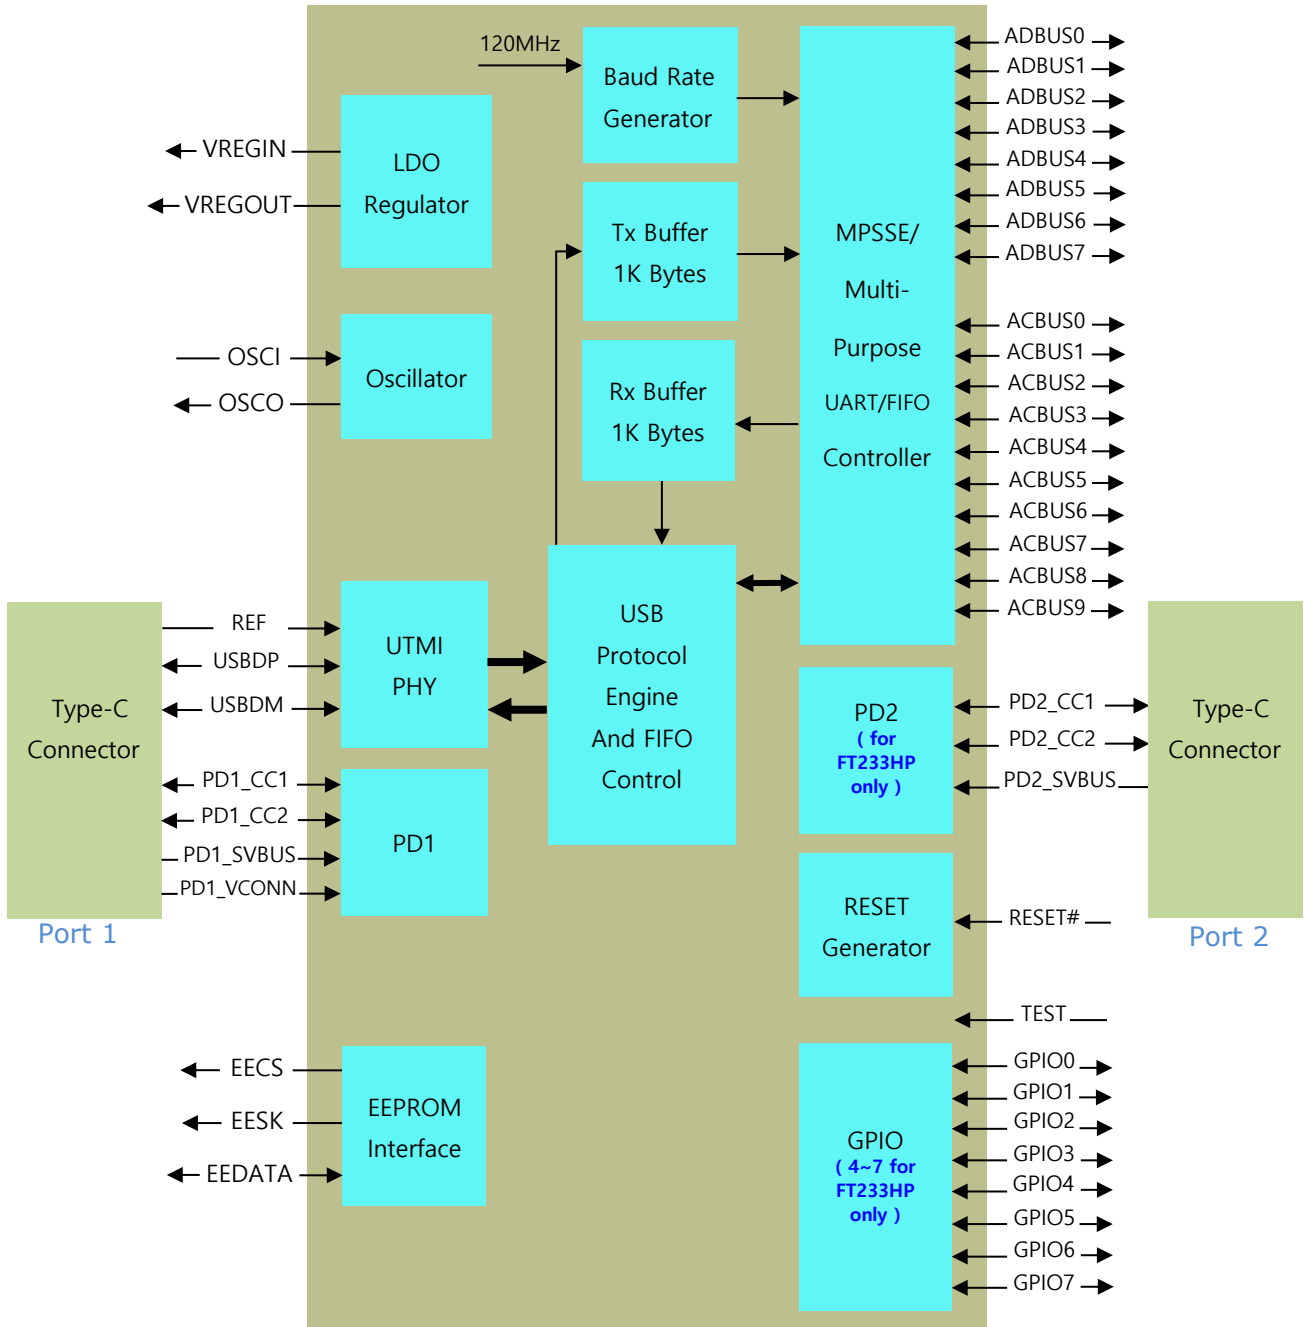 120MHz
Baud Rate
Generator
ADBUS0
ADBUS1
ADBUS2
ADBUS3
ADBUS4
ADBUS5
ADBUS6
ADBUS7
VREGIN
VREGOUT
LDO
Regulator
Tx Buffer
1K Bytes
MPSSE/
Multi-
Purpose
UART/FIFO
Controller
OSCI
OSCO
Oscillator
Rx Buffer
1K Bytes
ACBUS0
ACBUS1
ACBUS2
ACBUS3
ACBUS4
ACBUS5
ACBUS6
ACBUS7
ACBUS8
ACBUS9
Type-C
Connector
Port 1
REF
USBDP
USBDM
UTMI
PHY
USB
Protocol
Engine
And FIFO
Control
PD1_CC1
PD1_CC2
PD1_SVBUS
PD1_VCONN
PD1
PD2
( for
FT233HP
only )
PD2_CC1
PD2_CC2
PD2_SVBUS
Type-C
Connector
Port 2
RESET
Generator
RESET#
TEST
EECS
EESK
EEDATA
EEPROM
Interface
GPIO
( 4~7 for
FT233HP
only )
GPIO0
GPIO1
GPIO2
GPIO3
GPIO4
GPIO5
GPIO6
GPIO7